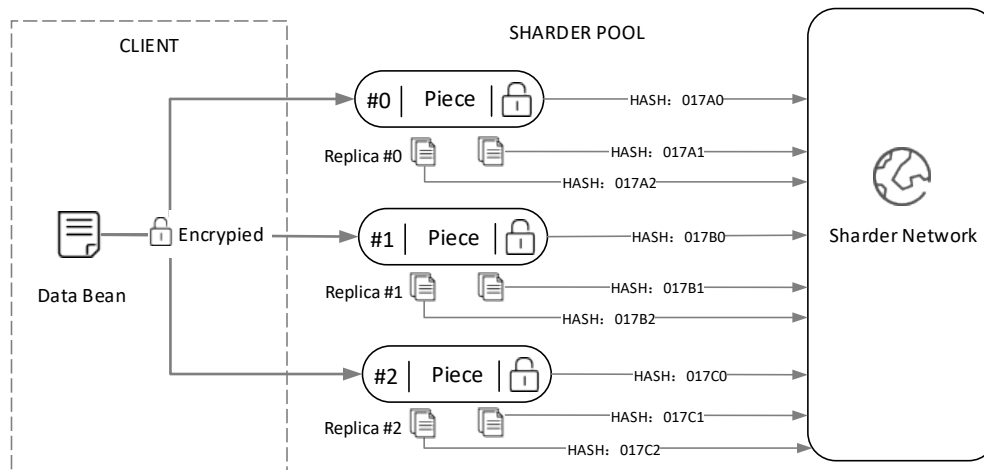 CLIENT
SHARDER POOL
#0 | Piece |
HASH：017A0
Replica #0
HASH：017A1
HASH：017A2
Encrypied
#1 | Piece |
HASH：017B0
Sharder Network
Data Bean
Replica #1
HASH：017B1
HASH：017B2
#2 | Piece |
HASH：017C0
Replica #2
HASH：017C1
HASH：017C2